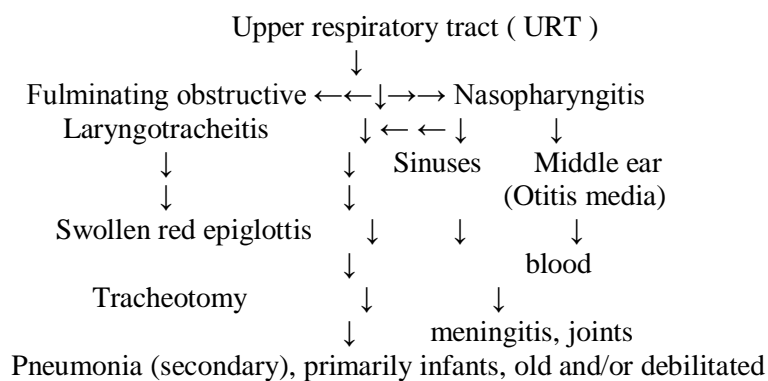 Upper respiratory tract ( URT )
↓
Fulminating obstructive ←←↓→→ Nasopharyngitis
Laryngotracheitis ↓← ←↓ ↓
↓ ↓ Sinuses Middle ear
↓ ↓ (Otitis media)
Swollen red epiglottis ↓ ↓ ↓
↓ blood
Tracheotomy ↓ ↓
↓ meningitis, joints
Pneumonia (secondary), primarily infants, old and/or debilitated